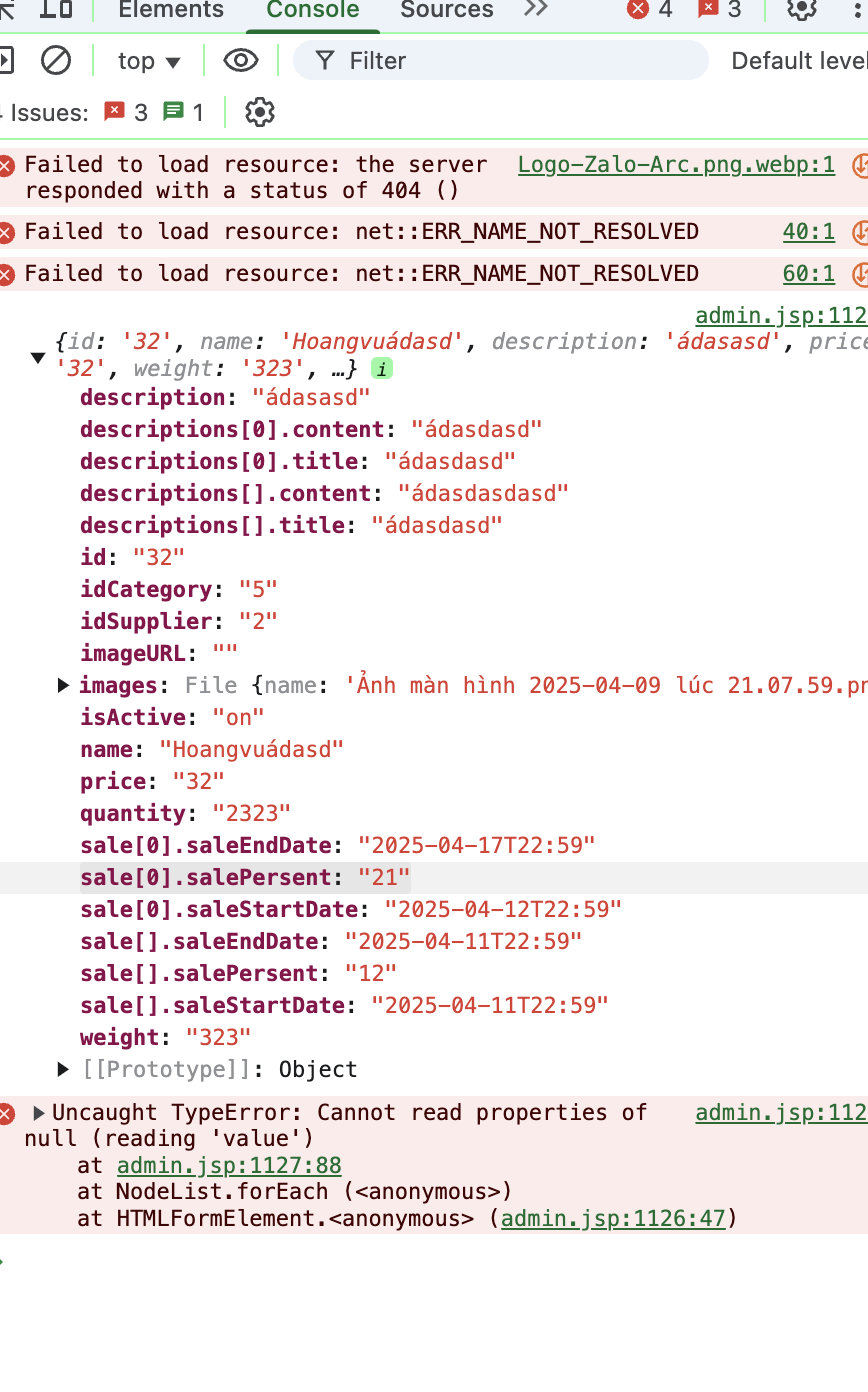 Elements Console Sources 4 3
top Filter Default leve
Issues: 3 1
Failed to load resource: the server Logo-Zalo-Arc.png.webp:1
responded with a status of 404 ()
Failed to load resource: net::ERR_NAME_NOT_RESOLVED 40:1
Failed to load resource: net::ERR_NAME_NOT_RESOLVED 60:1
admin.jsp:112
{id: '32', name: 'Hoangvuádasd', description: 'ádasasd', price
'32', weight: '323', …} i
description: "ádasasd"
descriptions[0].content: "ádasdasd"
descriptions[0].title: "ádasdasd"
descriptions[].content: "ádasdasdasd"
descriptions[].title: "ádasdasd"
id: "32"
idCategory: "5"
idSupplier: "2"
imageURL: ""
images: File {name: 'Ảnh màn hình 2025-04-09 lúc 21.07.59.pn
isActive: "on"
name: "Hoangvuádasd"
price: "32"
quantity: "2323"
sale[0].saleEndDate: "2025-04-17T22:59"
sale[0].salePersent: "21"
sale[0].saleStartDate: "2025-04-12T22:59"
sale[].saleEndDate: "2025-04-11T22:59"
sale[].salePersent: "12"
sale[].saleStartDate: "2025-04-11T22:59"
weight: "323"
[[Prototype]]: Object
Uncaught TypeError: Cannot read properties of admin.jsp:112
null (reading 'value')
at admin.jsp:1127:88
at NodeList.forEach (<anonymous>)
at HTMLFormElement.<anonymous> (admin.jsp:1126:47)